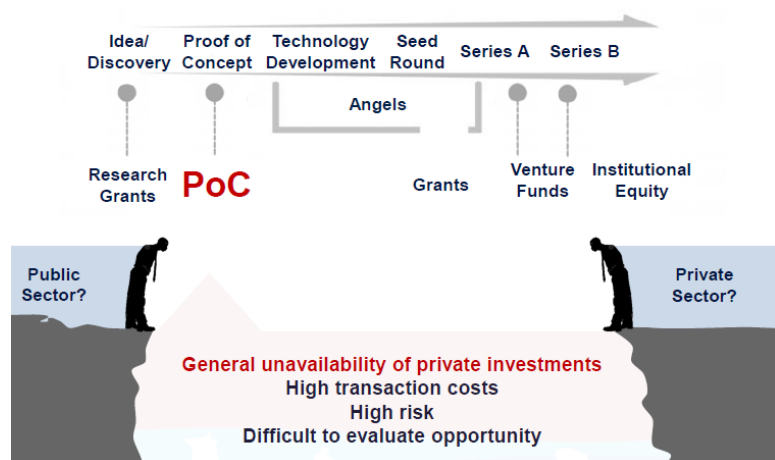 Idea/
Discovery
Proof of
Concept
Technology
Development
Seed
Round
Series A
Series B
Angels
Research
Grants
PoC
Grants
Venture
Funds
Institutional
Equity
Public
Sector?
Private
Sector?
General unavailability of private investments
High transaction costs
High risk
Difficult to evaluate opportunity